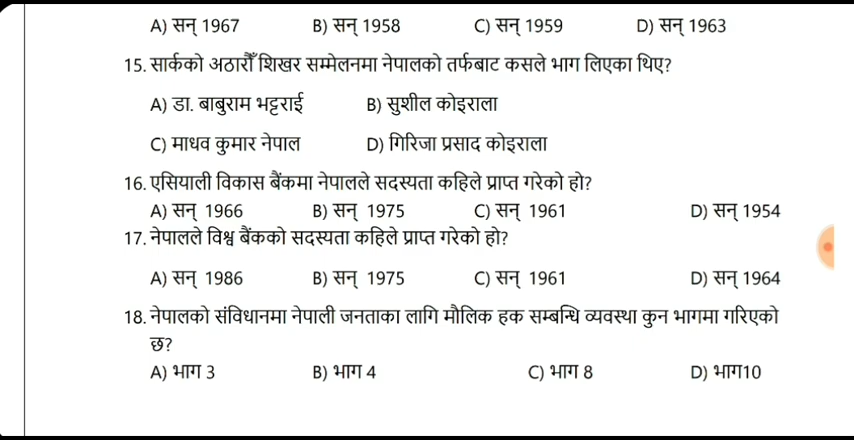 A) सन् 1967 B) सन् 1958 C) सन् 1959 D) सन् 1963
15. सार्कको अठारौँ शिखर सम्मेलनमा नेपालको तर्फबाट कसले भाग लिएका थिए?
A) डा. बाबुराम भट्टराई B) सुशील कोइराला
C) माधव कुमार नेपाल D) गिरिजा प्रसाद कोइराला
16. एसियाली विकास बैंकमा नेपालले सदस्यता कहिले प्राप्त गरेको हो?
A) सन् 1966 B) सन् 1975 C) सन् 1961 D) सन् 1954
17. नेपालले विश्व बैंकको सदस्यता कहिले प्राप्त गरेको हो?
A) सन् 1986 B) सन् 1975 C) सन् 1961 D) सन् 1964
18. नेपालको संविधानमा नेपाली जनताका लागि मौलिक हक सम्बन्धि व्यवस्था कुन भागमा गरिएको
छ?
A) भाग 3 B) भाग 4 C) भाग 8 D) भाग10